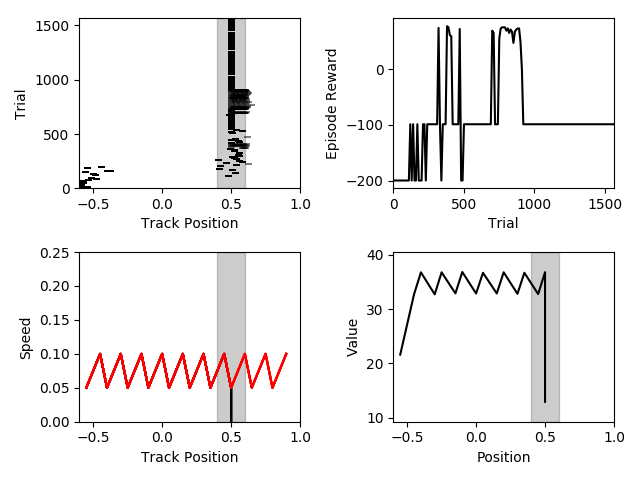 1500
1000
500
0
Trial
−0.5 0.0 0.5 1.0
Track Position
0
−100
−200
Episode Reward
0 500 1000 1500
Trial
0.25
0.20
0.15
0.10
0.05
0.00
Speed
−0.5 0.0 0.5 1.0
Track Position
40
30
20
10
Value
−0.5 0.0 0.5 1.0
Position